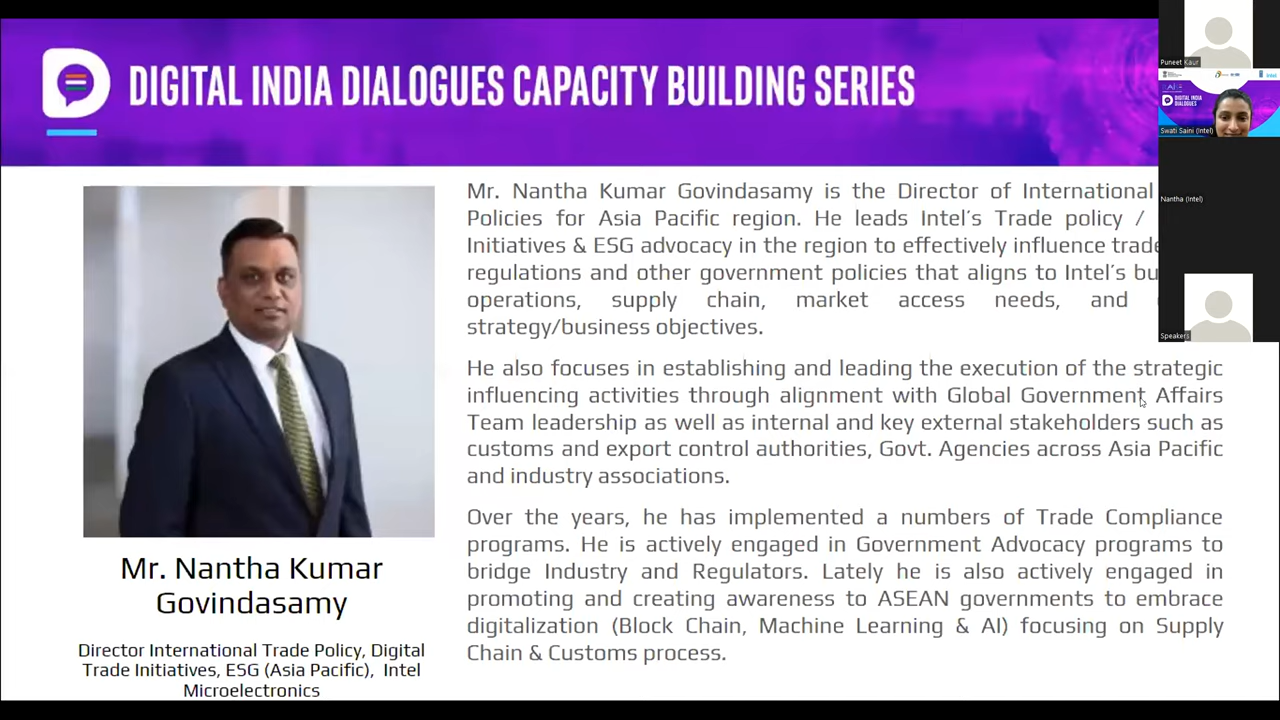 DIGITAL INDIA DIALOGUES CAPACITY BUILDING SERIES
Mr. Nantha Kumar Govindasamy is the Director of International
Policies for Asia Pacific region. He leads Intel's Trade policy /
Initiatives & ESG advocacy in the region to effectively influence trade
regulations and other government policies that aligns to Intel's
operations, supply chain, market access needs, and
strategy/business objectives.
He also focuses in establishing and leading the execution of the strategic
influencing activities through alignment with Global Government Affairs
Team leadership as well as internal and key external stakeholders such as
customs and export control authorities, Govt. Agencies across Asia Pacific
and industry associations.
Over the years, he has implemented a numbers of Trade Compliance
programs. He is actively engaged in Government Advocacy programs to
bridge Industry and Regulators. Lately he is also actively engaged in
promoting and creating awareness to ASEAN governments to embrace
digitalization (Block Chain, Machine Learning & AI) focusing on Supply
Chain & Customs process.
Mr. Nantha Kumar
Govindasamy
Director International Trade Policy, Digital
Trade Initiatives, ESG (Asia Pacific), Intel
Microelectronics
Puneet Kaur
intel
DIGITAL INDIA
DIALOGUES
Swati Saini (Intel)
Nantha (Intel)
Speakers